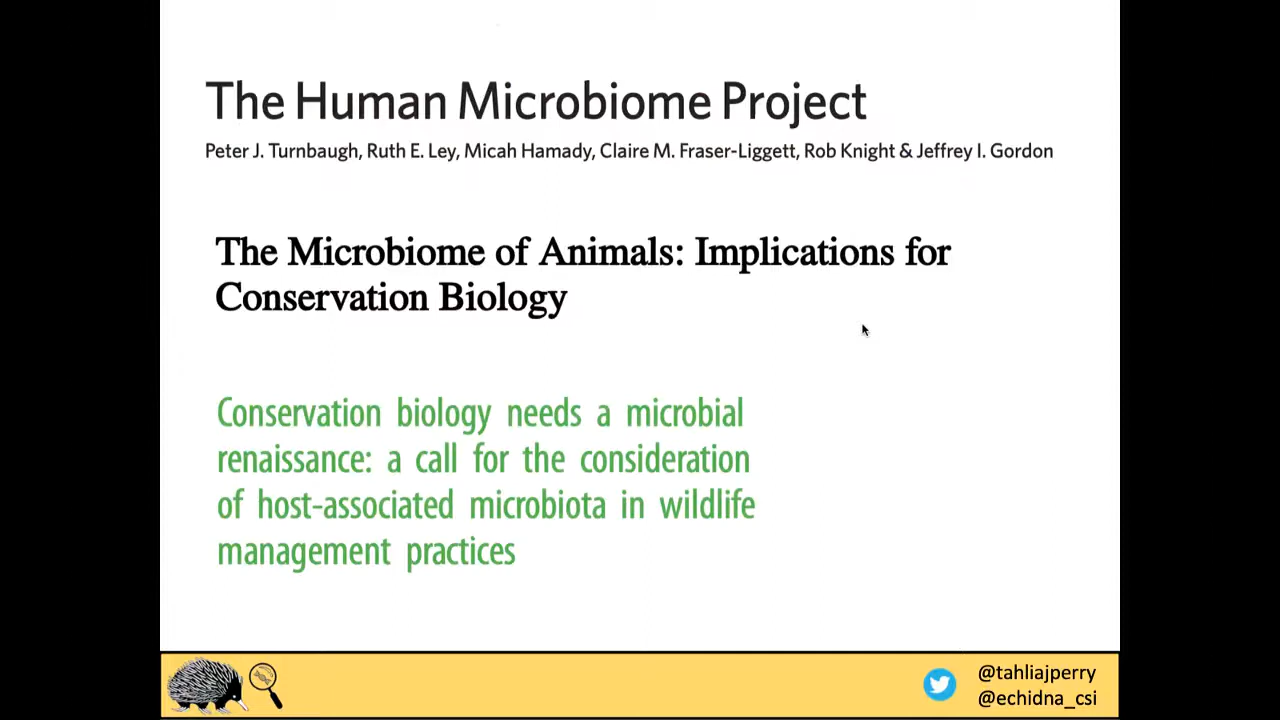 The Human Microbiome Project
Peter J. Turnbaugh, Ruth E. Ley, Micah Hamady, Claire M. Fraser-Liggett, Rob Knight & Jeffrey I. Gordon
The Microbiome of Animals: Implications for
Conservation Biology
Conservation biology needs a microbial
renaissance: a call for the consideration
of host-associated microbiota in wildlife
management practices
@tahliajperry
@echidna_csi